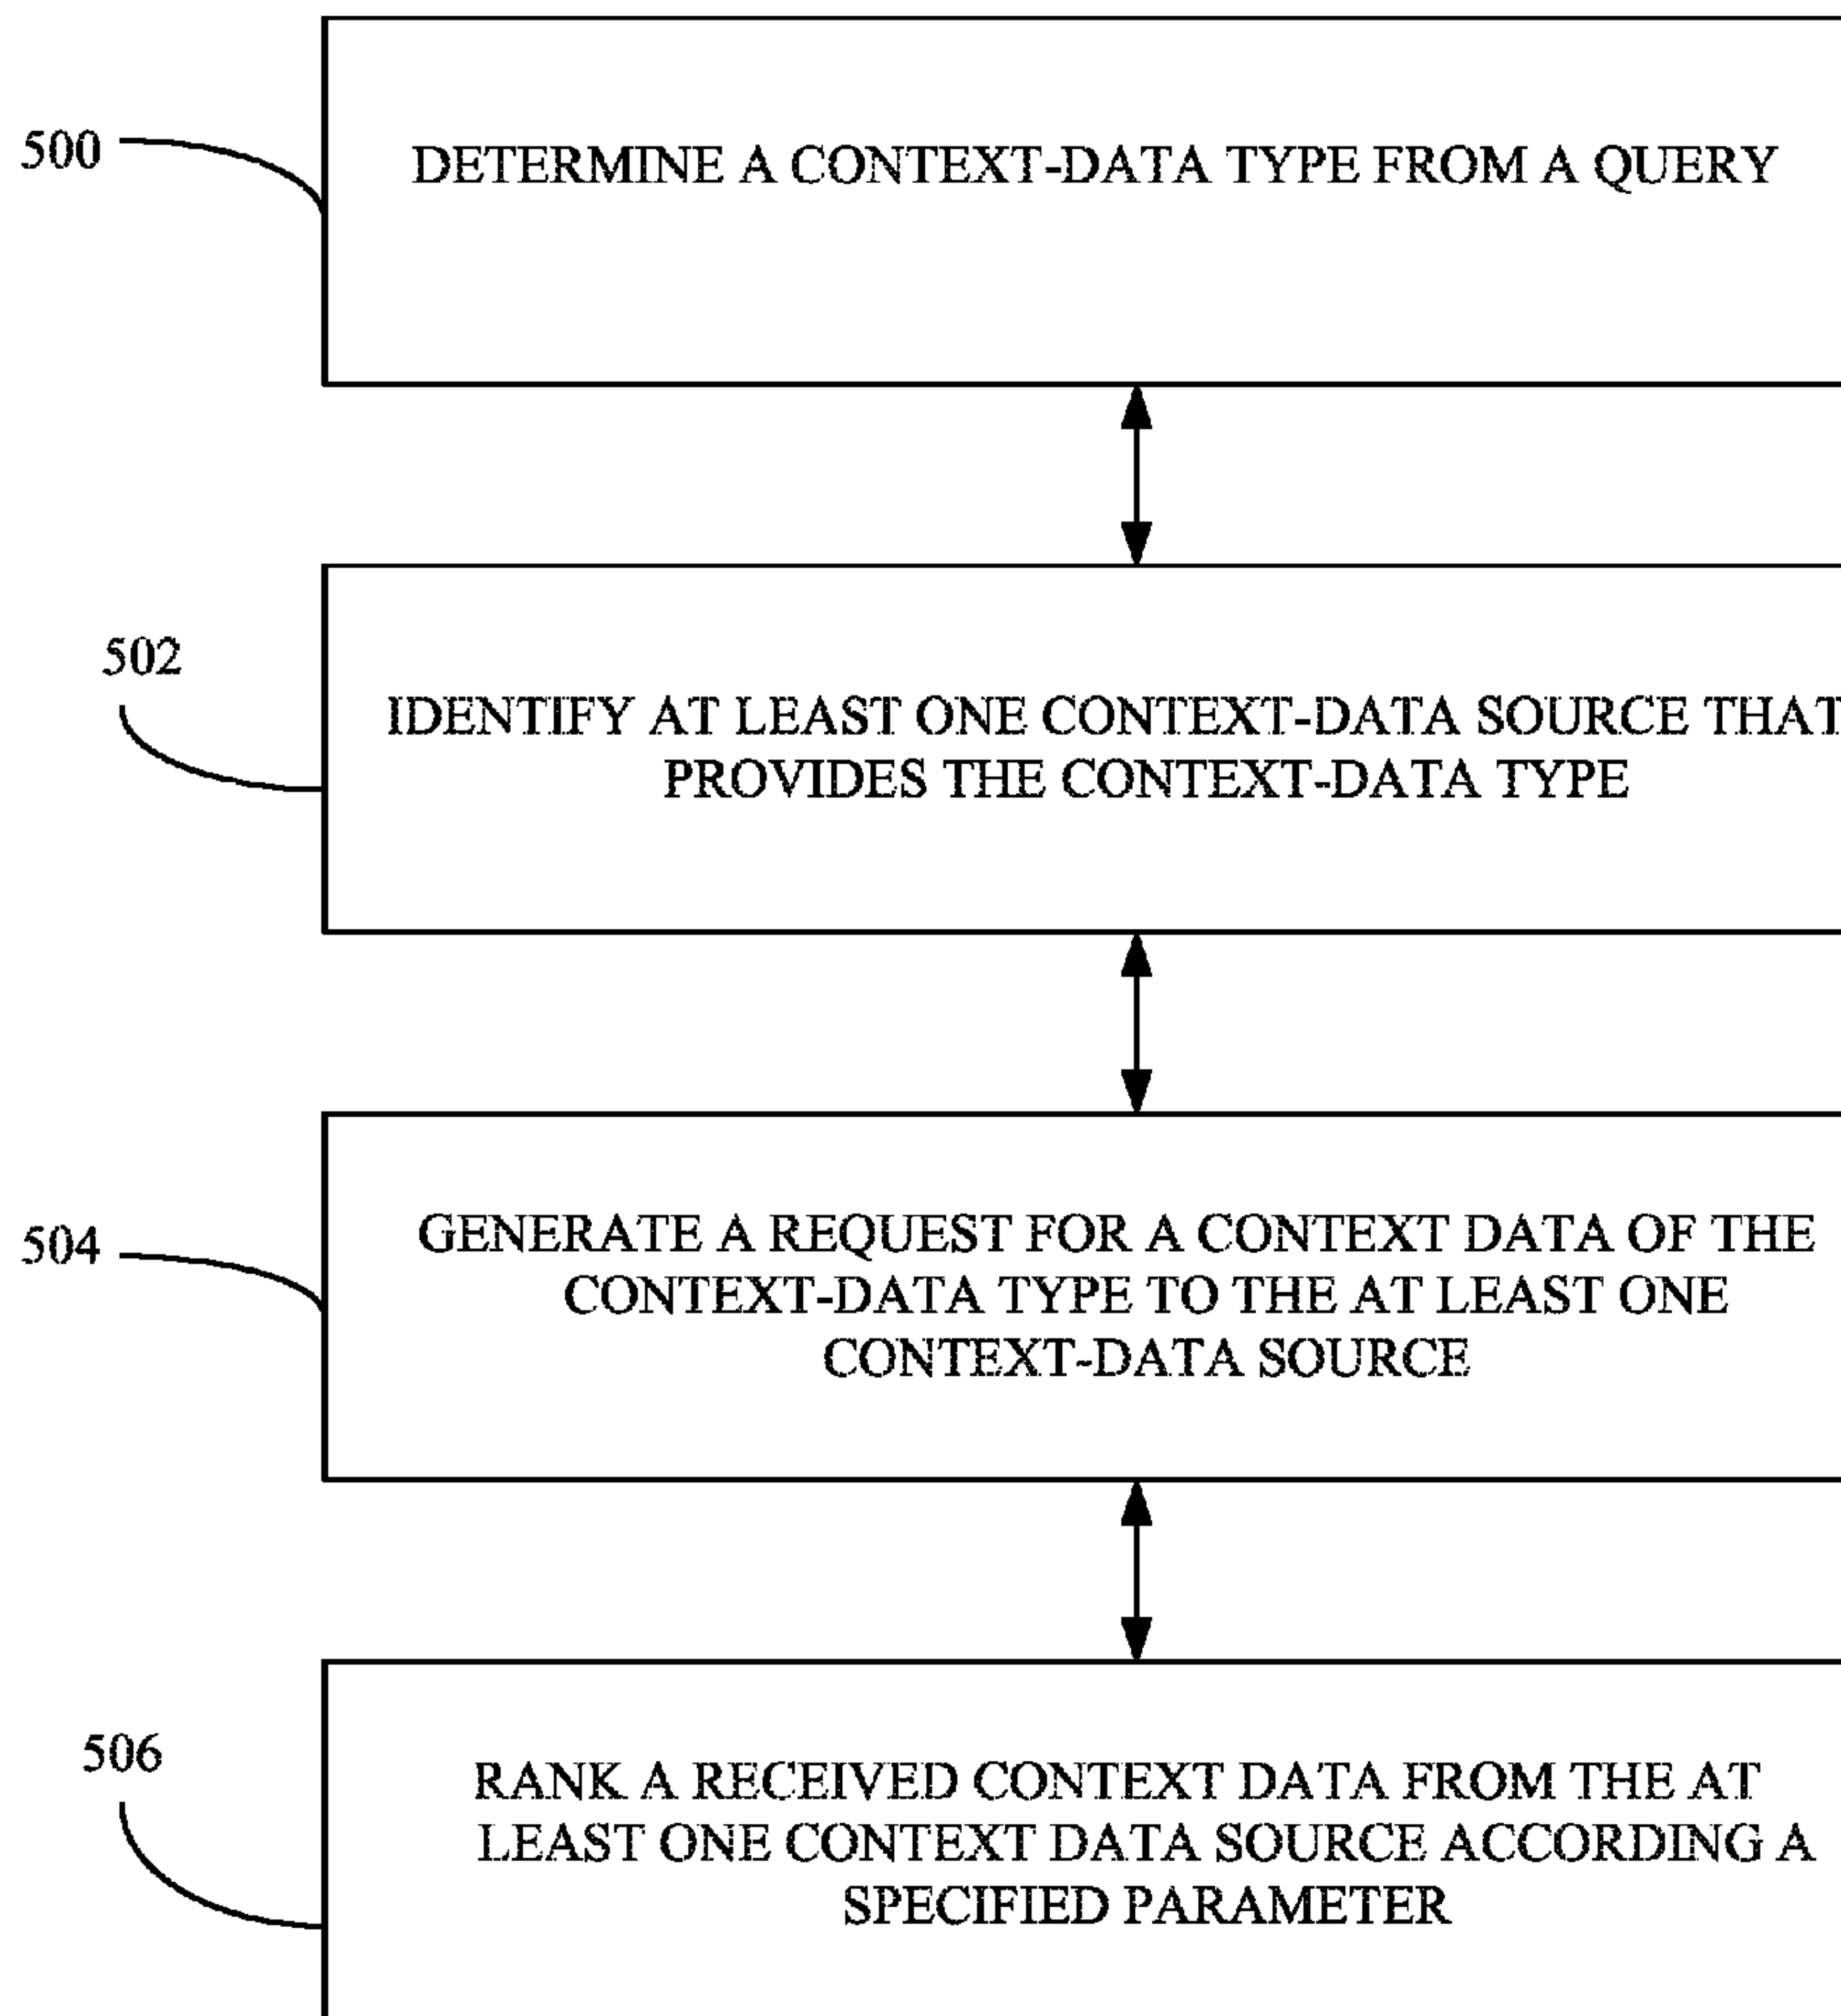 500
DETERMINE A CONTEXT-DATA TYPE FROM A QUERY
502
IDENTIFY AT LEAST ONE CONTEXT-DATA SOURCE THAT
PROVIDES THE CONTEXT-DATA TYPE
504
GENERATE A REQUEST FOR A CONTEXT DATA OF THE
CONTEXT-DATA TYPE TO THE AT LEAST ONE
CONTEXT-DATA SOURCE
506
RANK A RECEIVED CONTEXT DATA FROM THE AT
LEAST ONE CONTEXT DATA SOURCE ACCORDING A
SPECIFIED PARAMETER